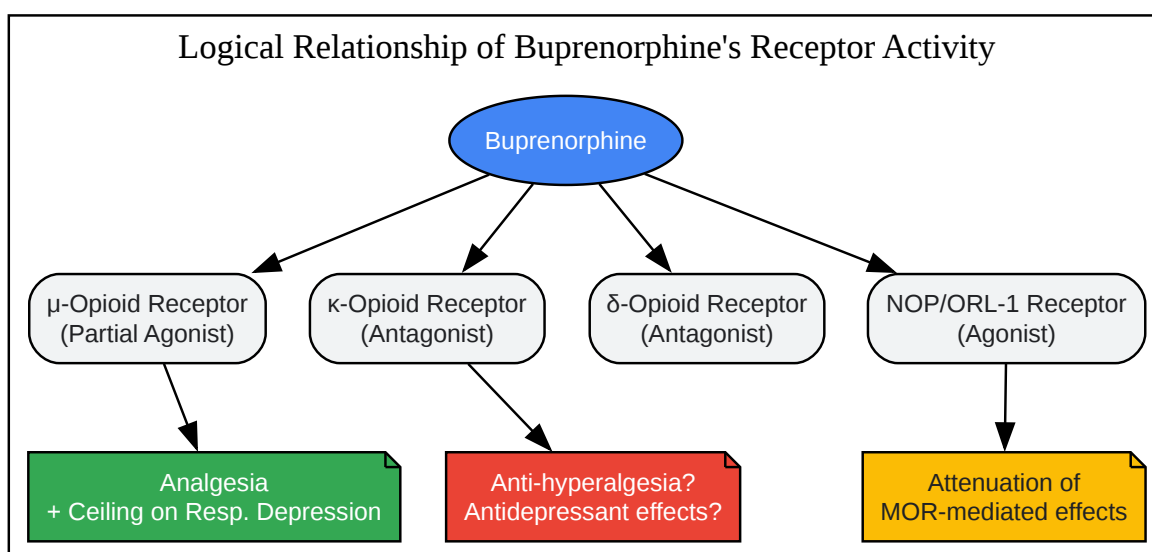 Logical Relationship of Buprenorphine's Receptor Activity
Buprenorphine
μ-Opioid Receptor
(Partial Agonist)
κ-Opioid Receptor
(Antagonist)
δ-Opioid Receptor
(Antagonist)
NOP/ORL-1 Receptor
(Agonist)
Analgesia
+ Ceiling on Resp. Depression
Anti-hyperalgesia?
Antidepressant effects?
Attenuation of
MOR-mediated effects